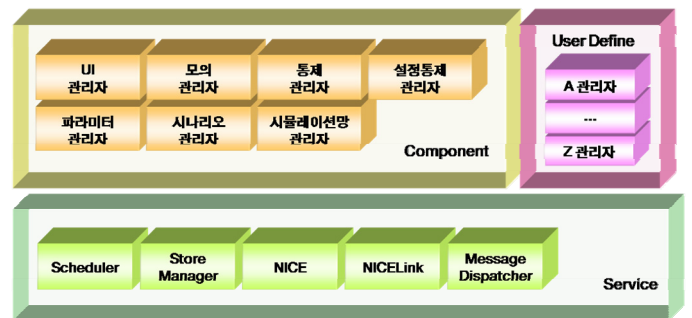 UI
관리자
모의
관리자
통제
관리자
설정통제
관리자
파라미터
관리자
시나리오
관리자
시뮬레이션망
관리자
Component
User Define
A 관리자
---
Z 관리자
Scheduler
Store
Manager
NICE
NICELink
Message
Dispatcher
Service